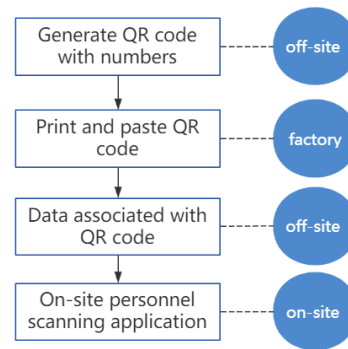 Generate QR code
with numbers
off-site
Print and paste QR
code
factory
Data associated with
QR code
off-site
On-site personnel
scanning application
on-site